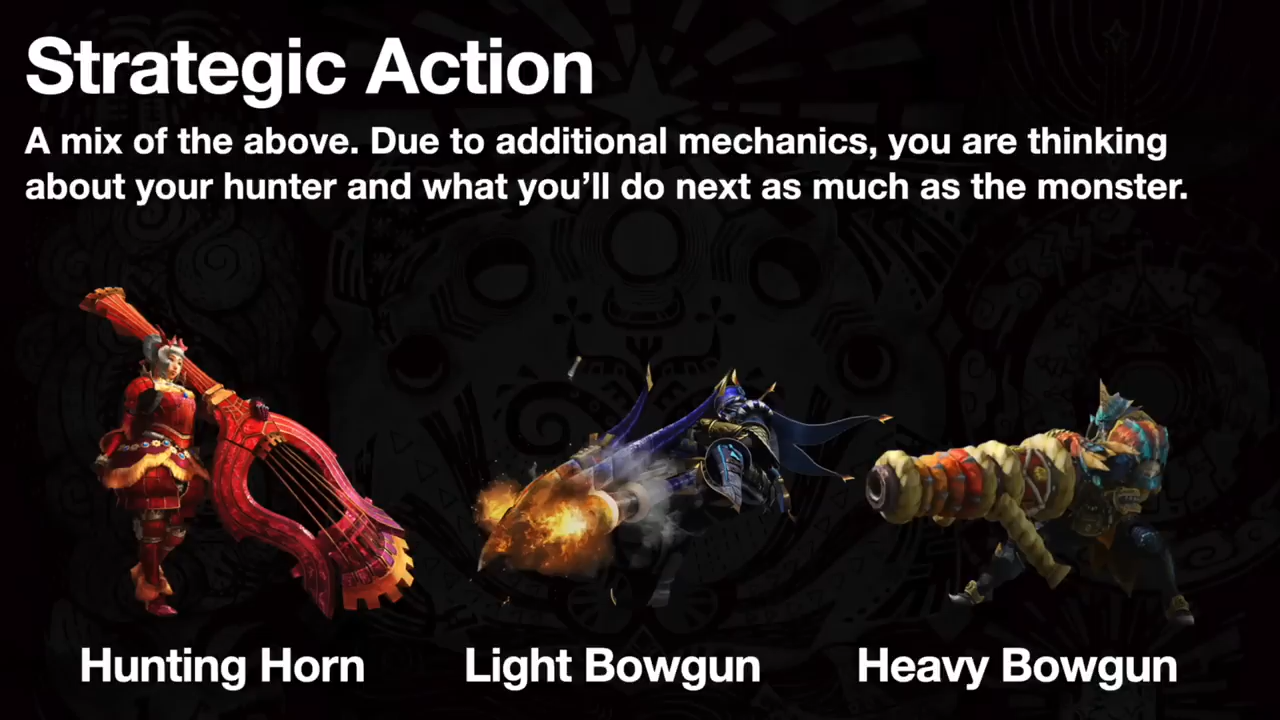 Strategic Action
A mix of the above. Due to additional mechanics, you are thinking
about your hunter and what you’ll do next as much as the monster.
Hunting Horn
Light Bowgun
Heavy Bowgun